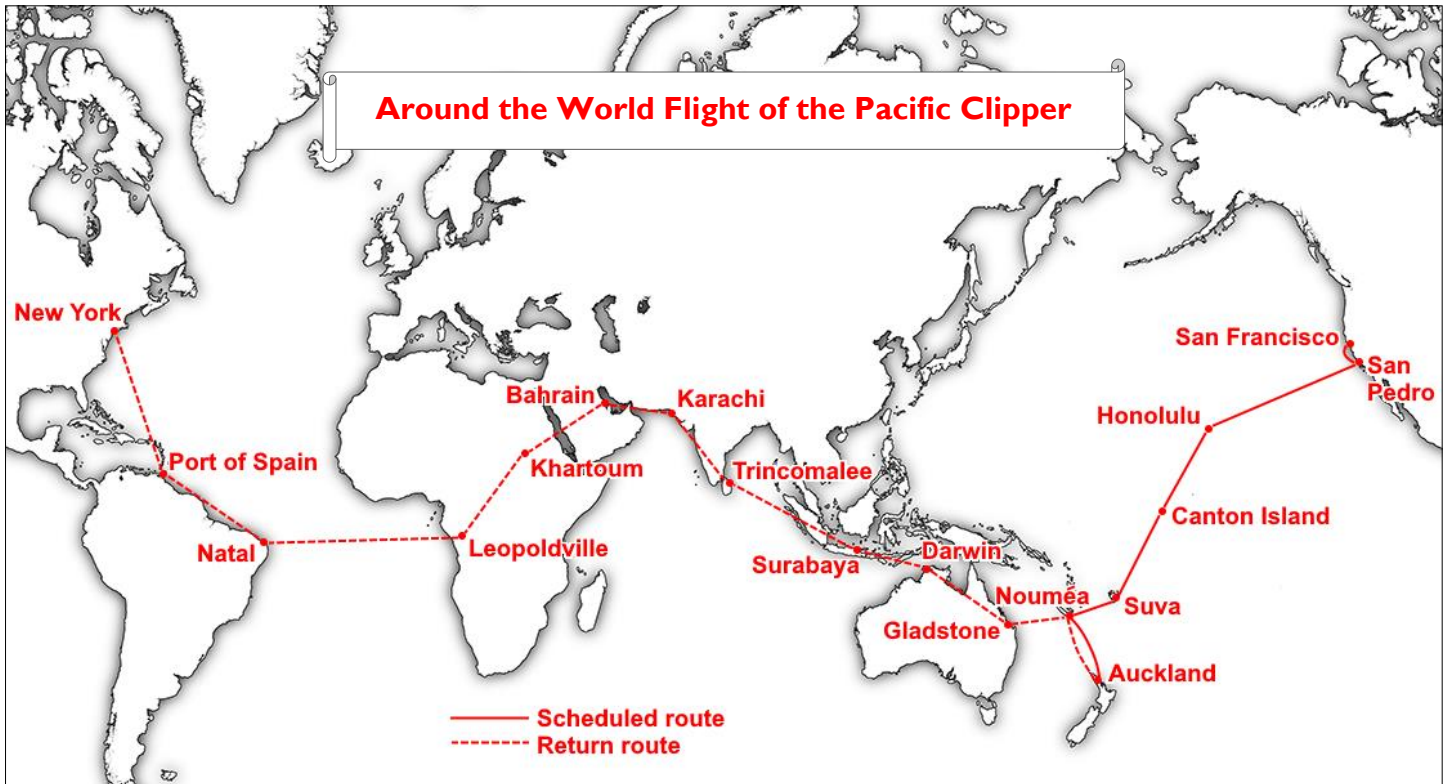 Around the World Flight of the Pacific Clipper
New York
San Francisco
San
Pedro
Bahrain
Karachi
Honolulu
Port of Spain
Khartoum
Trincomalee
Canton Island
Natal
Leopoldville
Surabaya
Darwin
Nouméa
Suva
Gladstone
Auckland
Scheduled route
Return route